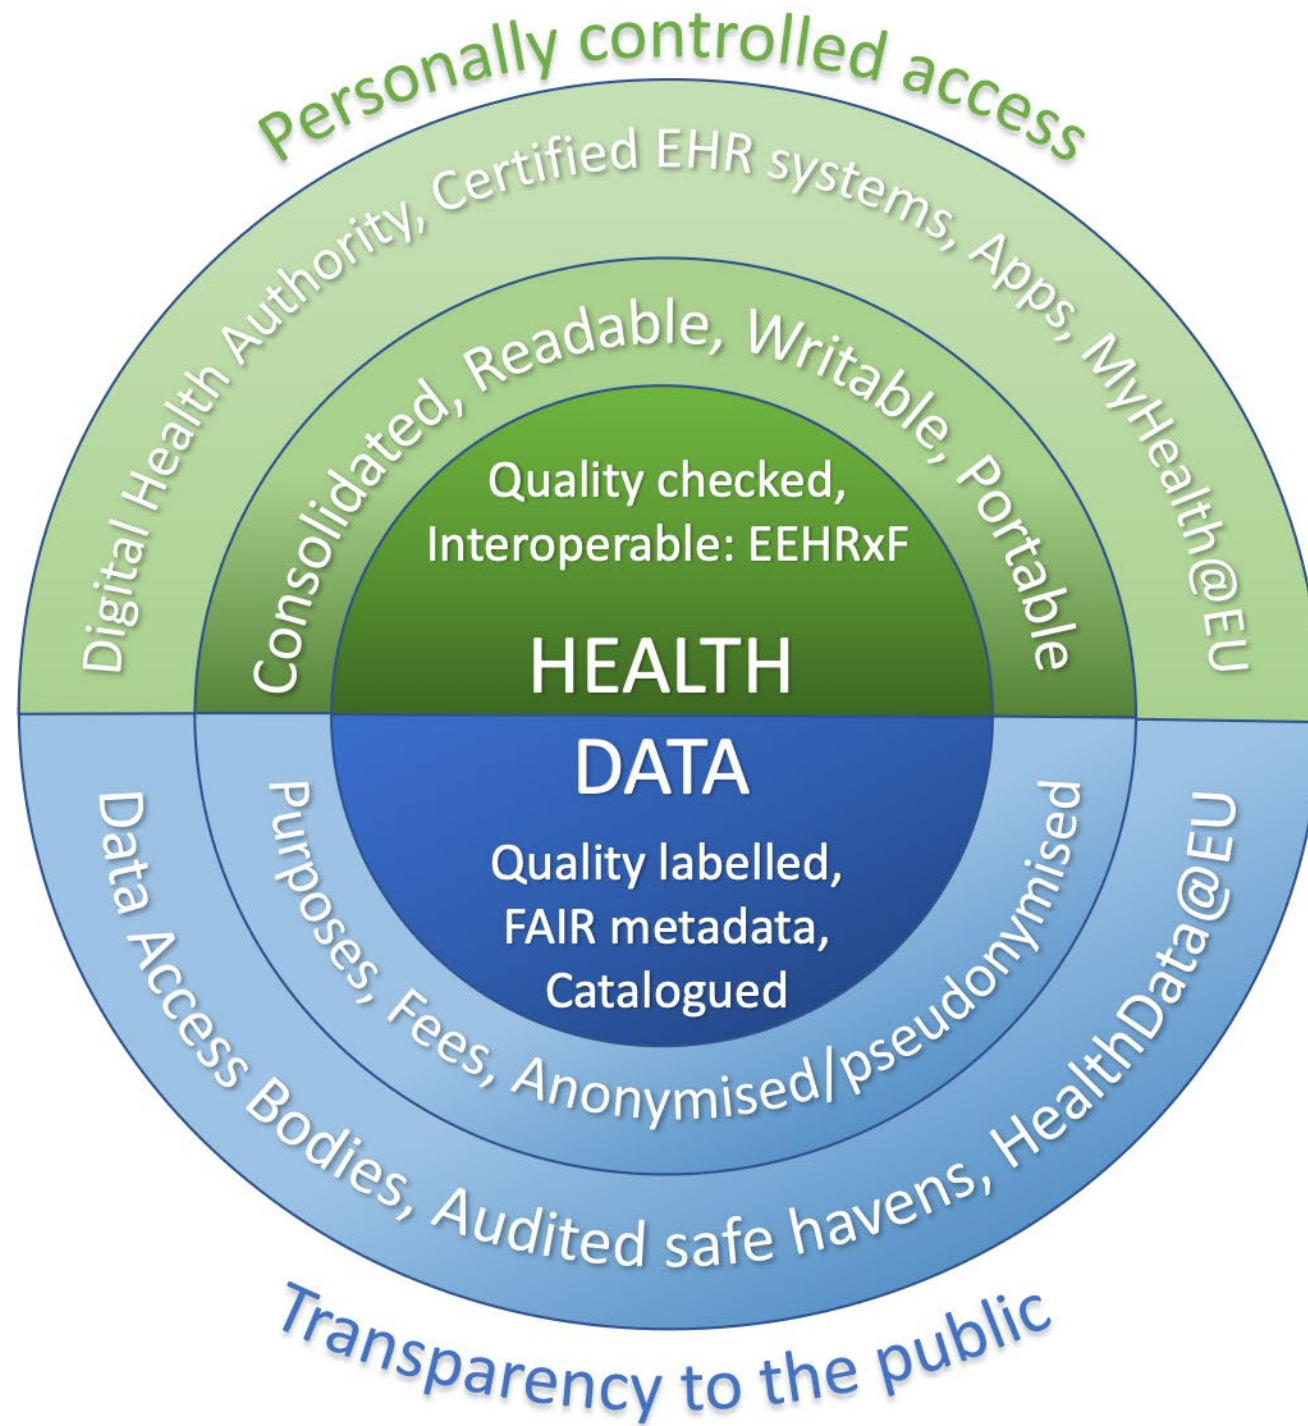 Personally controlled access
Digital Health Authority, Certified EHR systems, Apps, MyHealth@EU
Consolidated, Readable, Writable, Portable
Quality checked,
Interoperable: EEHRxF
HEALTH
DATA
Quality labelled,
FAIR metadata,
Catalogued
Purposes, Fees, Anonymised/pseudonymised
Data Access Bodies, Audited safe havens, HealthData@EU
Transparency to the public